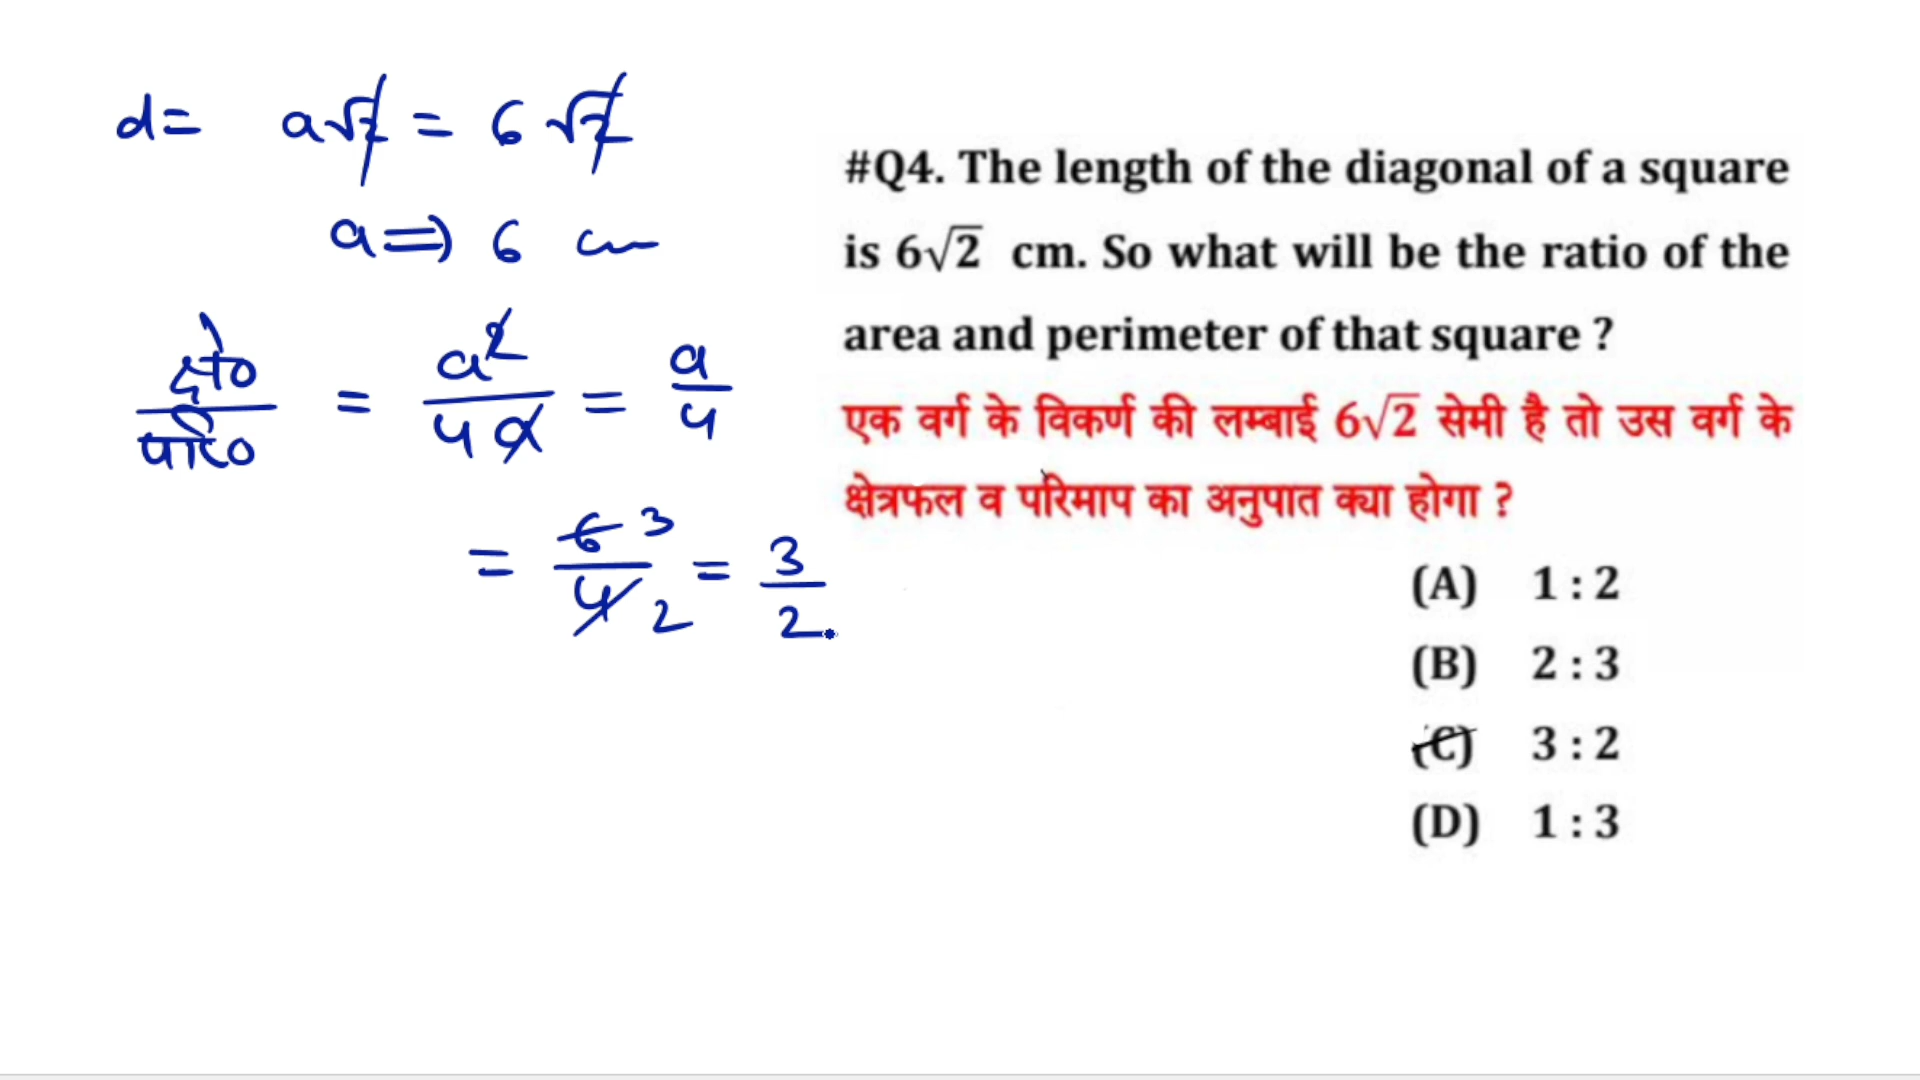 d= a√2 = 6√2
a⇒ 6 cm
क्षे० / परि० = a² / 4a = a / 4
= 6 3 / 4 2 = 3 / 2
#Q4. The length of the diagonal of a square
is 6√2 cm. So what will be the ratio of the
area and perimeter of that square ?
एक वर्ग के विकर्ण की लम्बाई 6√2 सेमी है तो उस वर्ग के
क्षेत्रफल व परिमाप का अनुपात क्या होगा ?
(A) 1 : 2
(B) 2 : 3
(C) 3 : 2
(D) 1 : 3